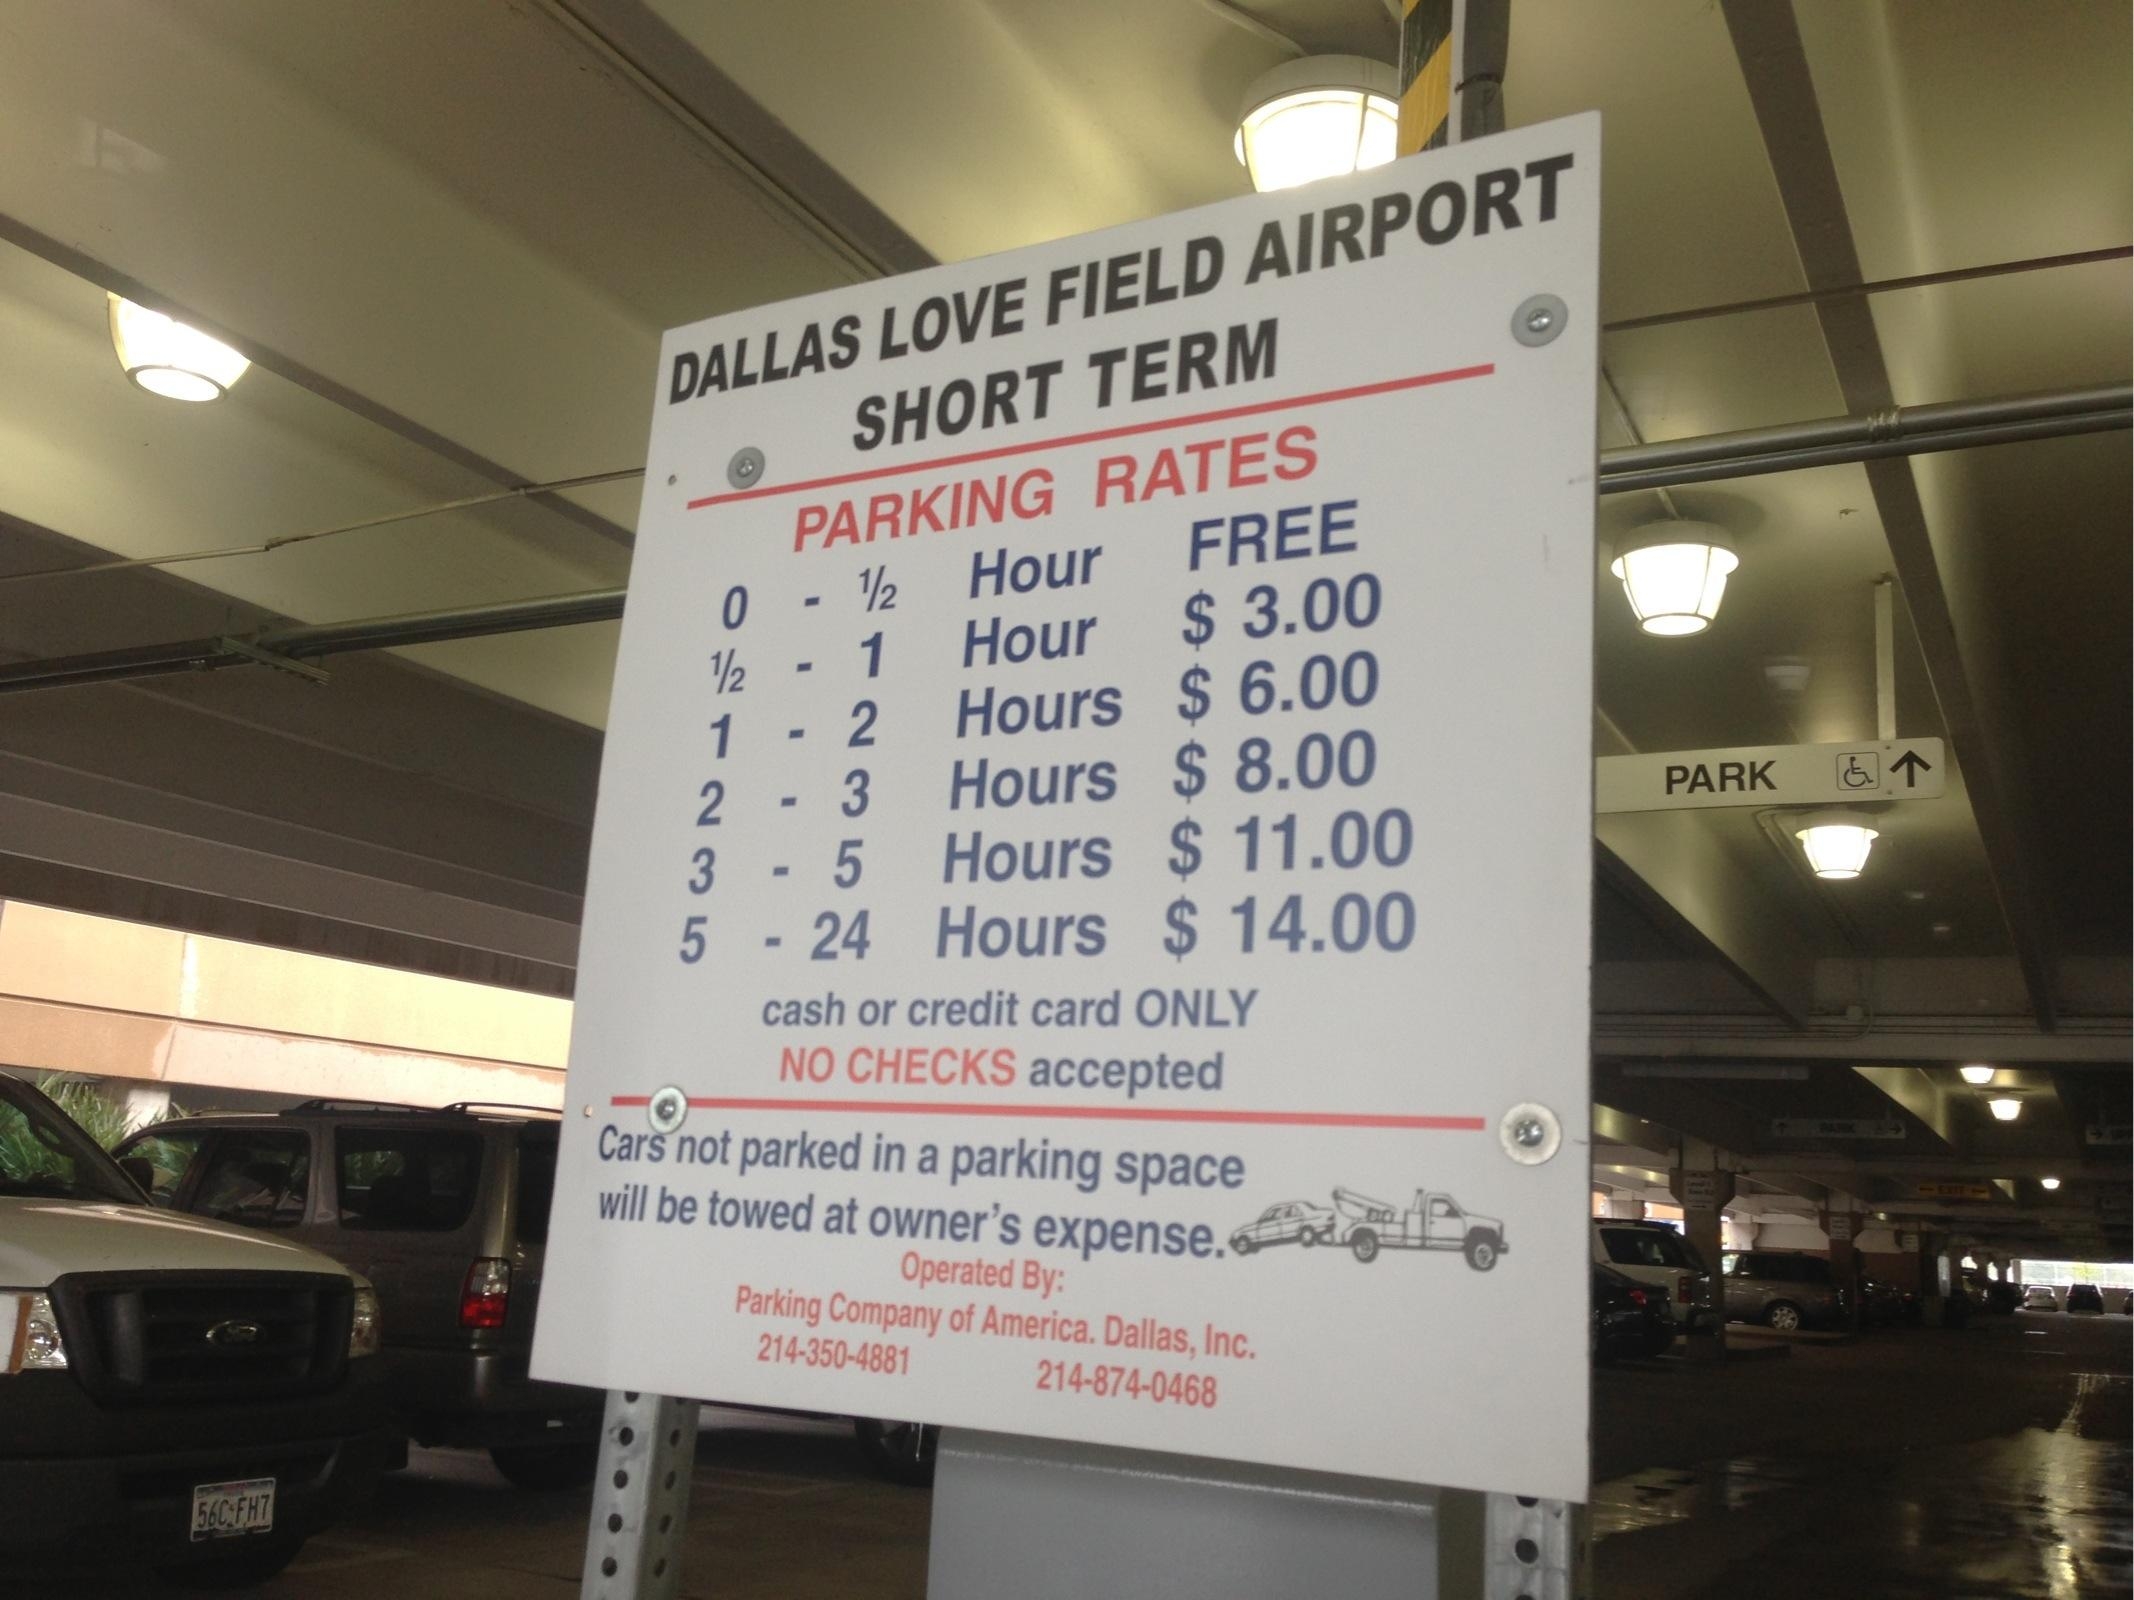 DALLAS LOVE FIELD AIRPORT
SHORT TERM
PARKING RATES
0 - ½ Hour FREE
½ - 1 Hour $ 3.00
1 - 2 Hours $ 6.00
2 - 3 Hours $ 8.00
3 - 5 Hours $ 11.00
5 - 24 Hours $ 14.00
cash or credit card ONLY
NO CHECKS accepted
Cars not parked in a parking space
will be towed at owner's expense.
Operated By:
Parking Company of America. Dallas, Inc.
214-350-4881 214-874-0468
PARK ↑
PARK
EXIT
Ford
56C FH7